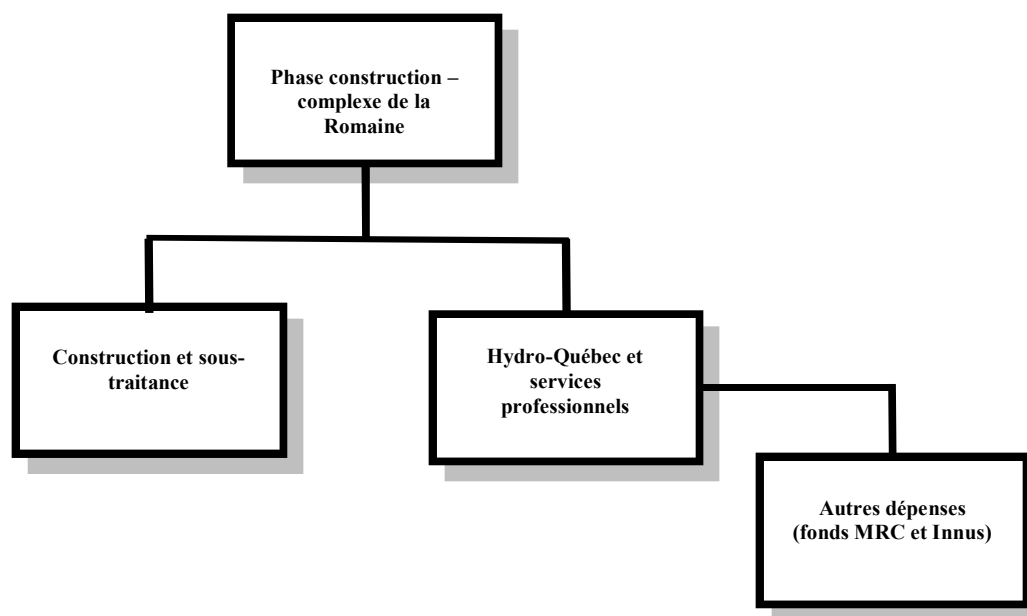 Phase construction –
complexe de la
Romaine
Construction et sous-
traitance
Hydro-Québec et
services
professionnels
Autres dépenses
(fonds MRC et Innus)